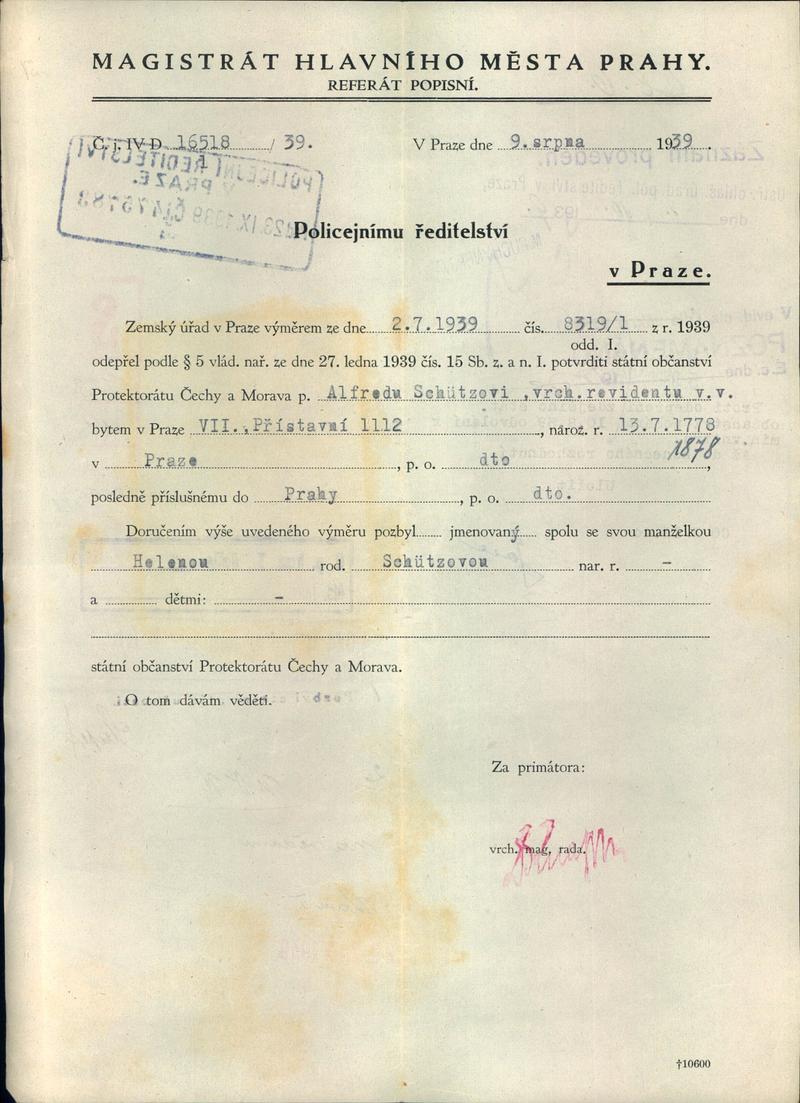 MAGISTRÁT HLAVNÍHO MĚSTA PRAHY.
REFERÁT POPISNÍ.
Č. j. IV-D 16518 / 39.
V Praze dne 9. srpna 1939
Policejnímu ředitelství
v Praze.
Zemský úřad v Praze výměrem ze dne 2.7.1939 čís. 8319/1 z r. 1939
odd. I.
odepřel podle § 5 vlád. nař. ze dne 27. ledna 1939 čís. 15 Sb. z. a n. I. potvrditi státní občanství
Protektorátu Čechy a Morava p. Alfredu Schützovi ,vrch.revidentu v.v.
bytem v Praze VII., Přístavní 1112, nárož. r. 13.7.1778
1878
v Praze, p. o. dto,
posledně příslušnému do Prahy, p. o. dto.
Doručením výše uvedeného výměru pozbyl jmenovaný spolu se svou manželkou
Helenou rod. Schützovou nar. r. -
a dětmi: -
státní občanství Protektorátu Čechy a Morava.
O tom dávám věděti.
Za primátora:
vrch. mag. rada.
†10600